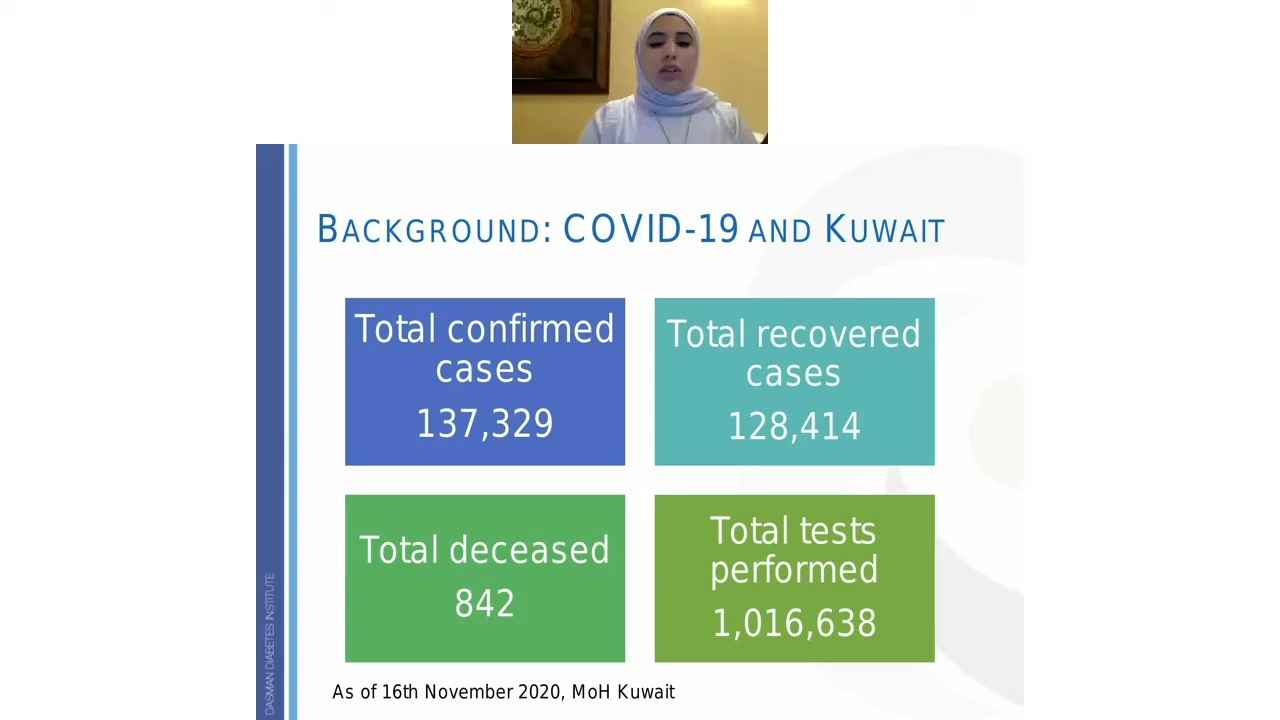 BACKGROUND: COVID-19 AND KUWAIT
Total confirmed
cases
137,329
Total recovered
cases
128,414
Total deceased
842
Total tests
performed
1,016,638
As of 16th November 2020, MoH Kuwait
DASMAN DIABETES INSTITUTE